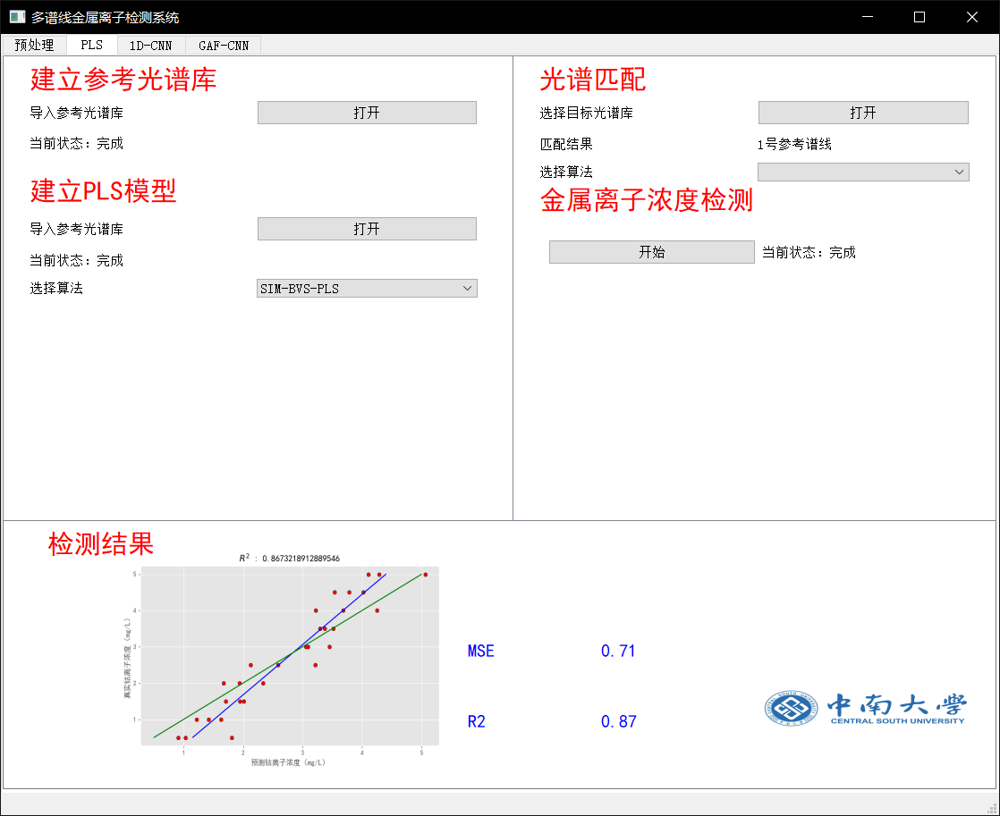 多谱线金属离子检测系统
预处理 PLS 1D-CNN GAF-CNN
建立参考光谱库
导入参考光谱库 打开
当前状态：完成
建立PLS模型
导入参考光谱库 打开
当前状态：完成
选择算法 SIM-BVS-PLS
光谱匹配
选择目标光谱库 打开
匹配结果 1号参考谱线
选择算法
金属离子浓度检测
开始 当前状态：完成
检测结果
R² : 0.8673218912889546
真实钴离子浓度（mg/L）
5
4
3
2
1
1 2 3 4 5
预测钴离子浓度（mg/L）
MSE 0.71
R2 0.87
中南大学
CENTRAL SOUTH UNIVERSITY